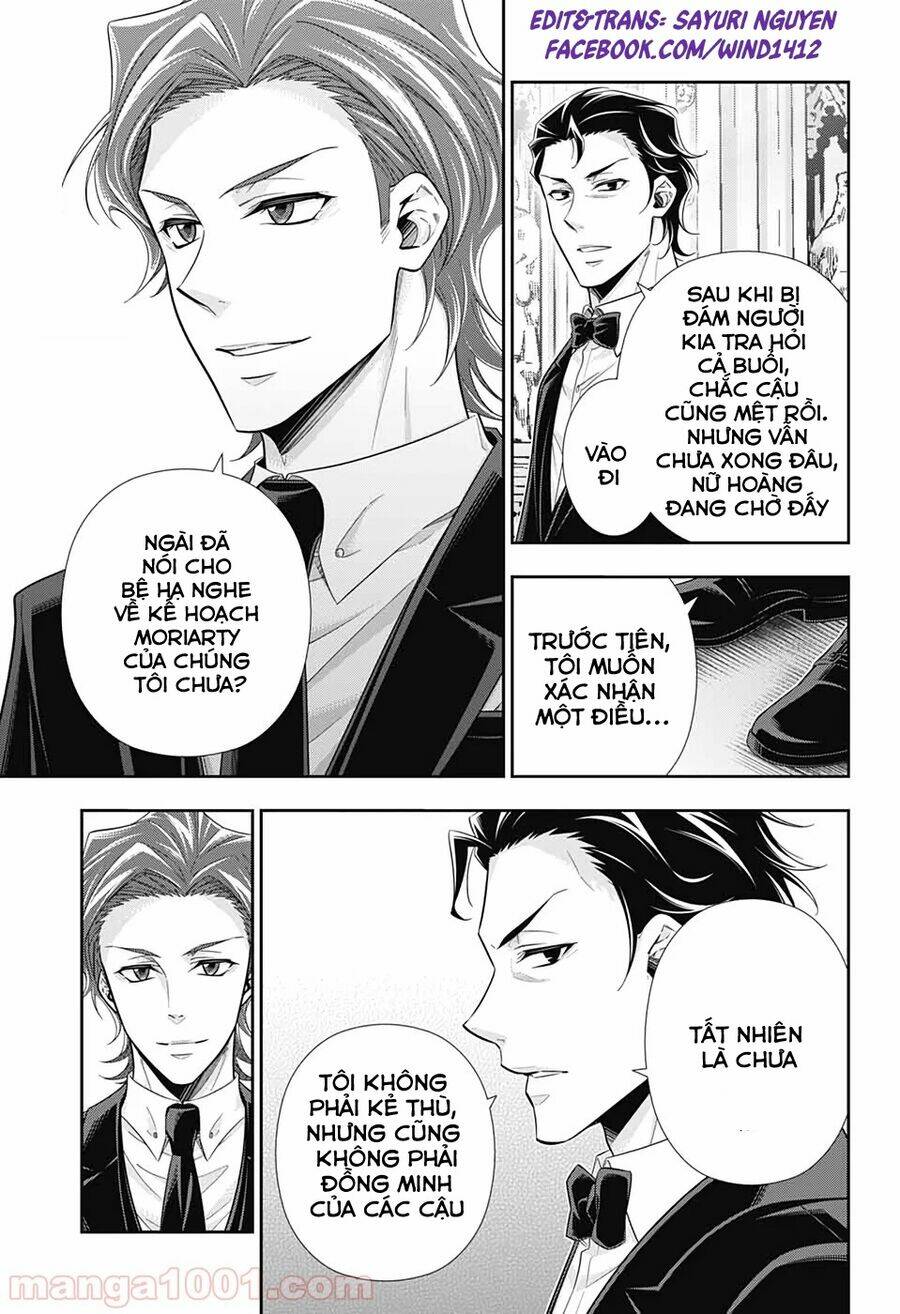 EDIT&TRANS: SAYURI NGUYEN
FACEBOOK.COM/WIND1412
SAU KHI BỊ
ĐÁM NGƯỜI
KIA TRA HỎI
CẢ BUỔI,
CHẮC CẬU
CŨNG MỆT RỒI.
NHƯNG VẪN
CHƯA XONG ĐÂU,
NỮ HOÀNG
ĐANG CHỜ ĐẤY
VÀO
ĐI
TRƯỚC TIÊN,
TÔI MUỐN
XÁC NHẬN
MỘT ĐIỀU...
NGÀI ĐÃ
NÓI CHO
BỆ HẠ NGHE
VỀ KẾ HOẠCH
MORIARTY
CỦA CHÚNG
TÔI CHƯA?
TẤT NHIÊN
LÀ CHƯA
TÔI KHÔNG
PHẢI KẺ THÙ,
NHƯNG CŨNG
KHÔNG PHẢI
ĐỒNG MINH
CỦA CÁC CẬU
manga1001.com